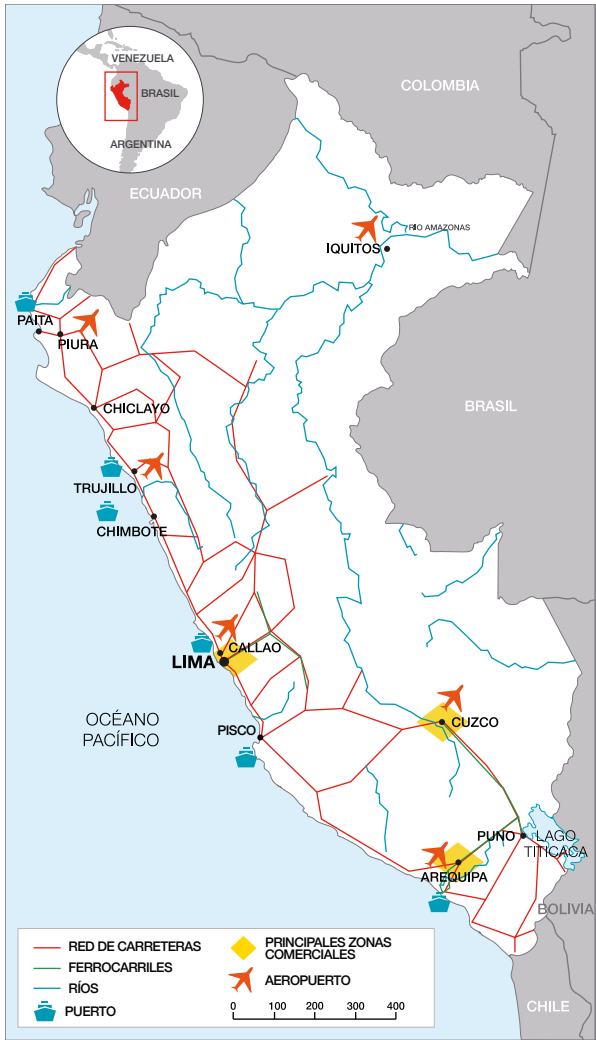 VENEZUELA
BRASIL
ARGENTINA
COLOMBIA
ECUADOR
RÍO AMAZONAS
IQUITOS
PAITA
PIURA
CHICLAYO
BRASIL
TRUJILLO
CHIMBOTE
CALLAO
LIMA
OCÉANO
PACÍFICO
PISCO
CUZCO
PUNO
LAGO
TITICACA
AREQUIPA
BOLIVIA
CHILE
RED DE CARRETERAS
FERROCARRILES
RÍOS
PUERTO
PRINCIPALES ZONAS
COMERCIALES
AEROPUERTO
0 100 200 300 400